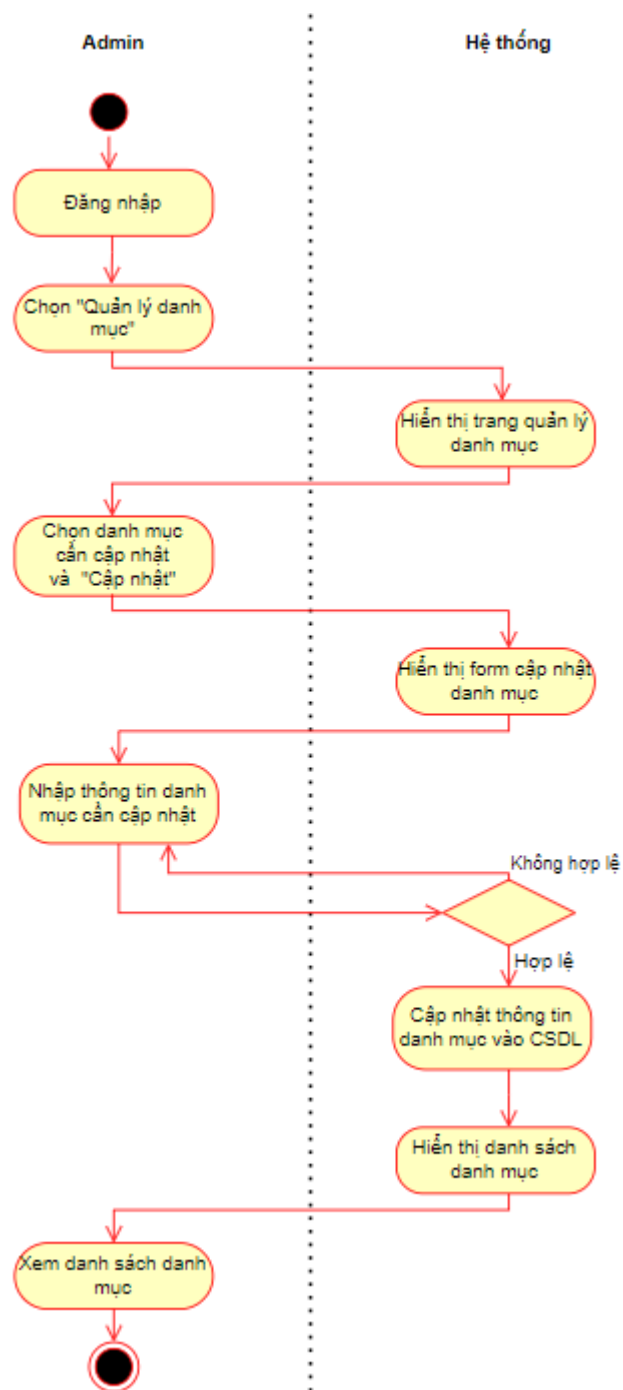 Admin
Hệ thống
Đăng nhập
Chọn "Quản lý danh
mục"
Hiển thị trang quản lý
danh mục
Chọn danh mục
cần cập nhật
và "Cập nhật"
Hiển thị form cập nhật
danh mục
Nhập thông tin danh
mục cần cập nhật
Không hợp lệ
Hợp lệ
Cập nhật thông tin
danh mục vào CSDL
Hiển thị danh sách
danh mục
Xem danh sách danh
mục